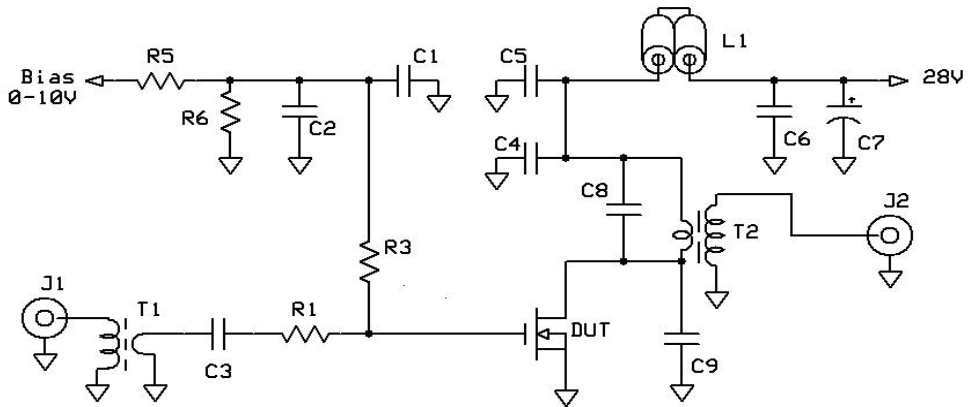 L1
R5
C1
C5
Bias
0-10V
28V
R6
C2
C4
C6
+
C7
C8
J2
T2
R3
J1
T1
R1
DUT
C3
C9